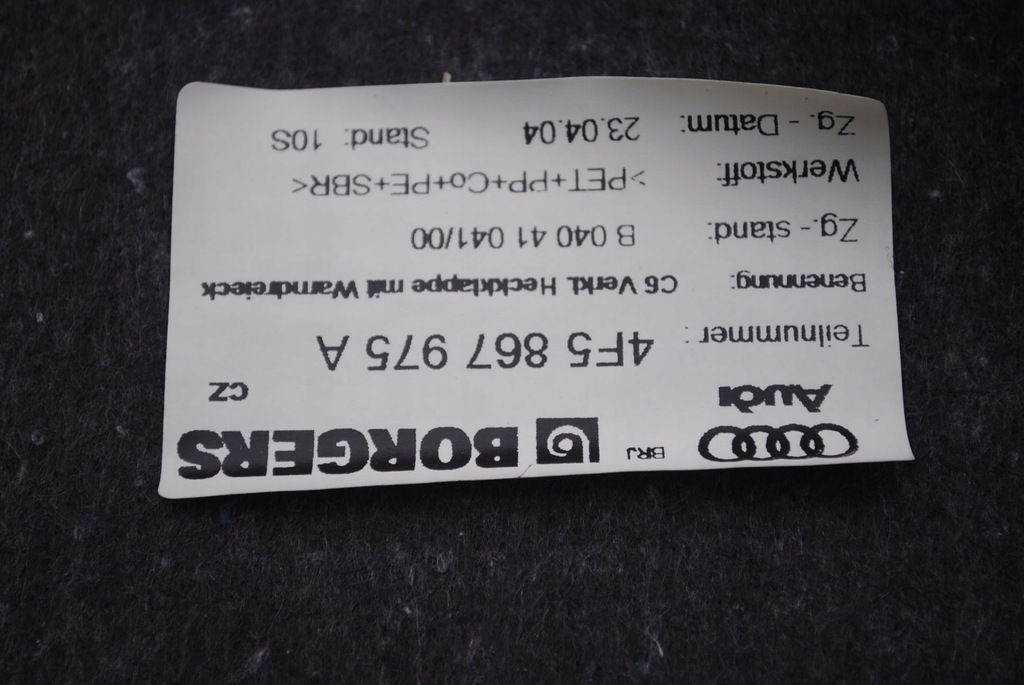 BRJ BORGERS
Audi CZ
Teilnummer: 4F5 867 975 A
Benennung: C6 Verkl. Heckklappe mit Warndreieck
Zg.- stand: B 040 41 041/00
Werkstoff: >PET+PP+Co+PE+SBR<
Zg. - Datum: 23.04.04 Stand: 10S